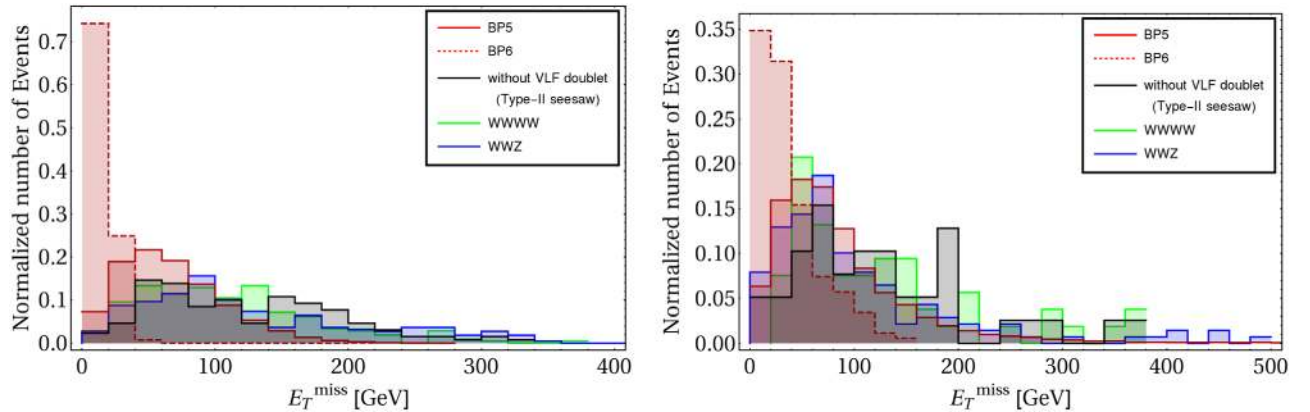 Normalized number of Events
0.7
0.6
0.5
0.4
0.3
0.2
0.1
0.0
BP5
BP6
without VLF doublet
(Type-II seesaw)
WWWW
WWZ
0 100 200 300 400
E_T^miss [GeV]
Normalized number of Events
0.35
0.30
0.25
0.20
0.15
0.10
0.05
0.00
BP5
BP6
without VLF doublet
(Type-II seesaw)
WWWW
WWZ
0 100 200 300 400 500
E_T^miss [GeV]